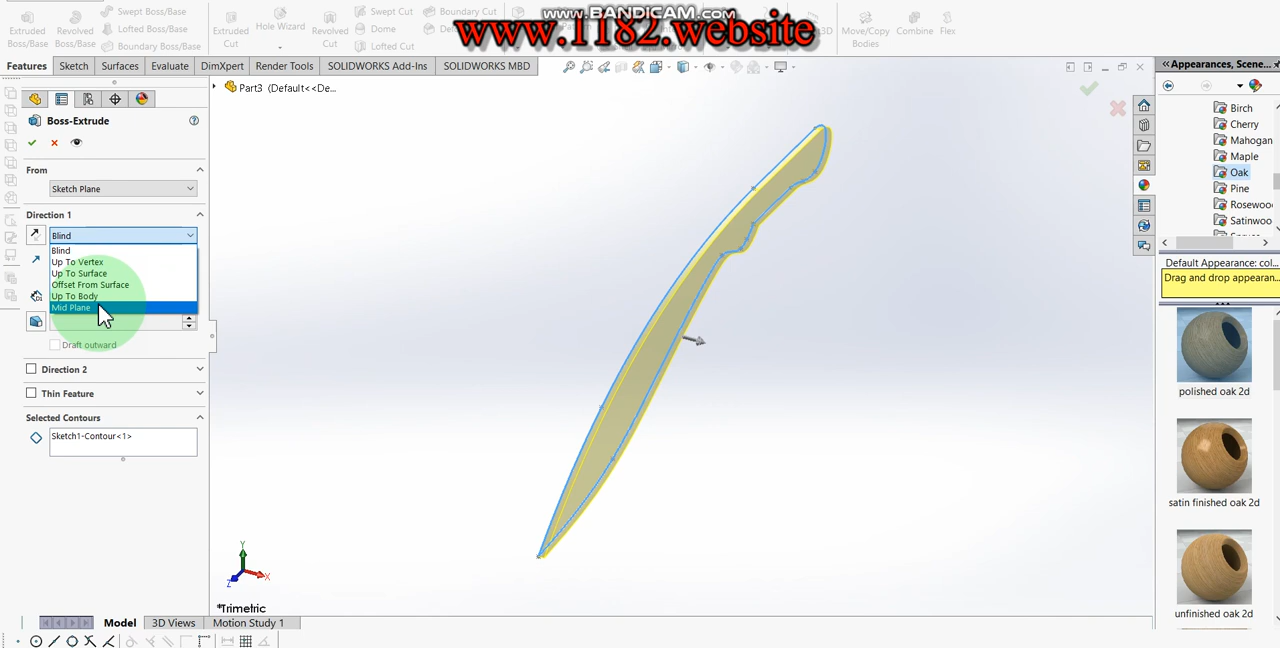 Extruded Boss/Base
Revolved Boss/Base
Swept Boss/Base
Lofted Boss/Base
Boundary Boss/Base
Extruded Cut
Hole Wizard
Revolved Cut
Swept Cut
Dome
Lofted Cut
Boundary Cut
www.BANDICAM.com
www.1182.website
Move/Copy Bodies
Combine
Flex
Features
Sketch
Surfaces
Evaluate
DimXpert
Render Tools
SOLIDWORKS Add-Ins
SOLIDWORKS MBD
Part3 (Default<<De...
Boss-Extrude
From
Sketch Plane
Direction 1
Blind
Blind
Up To Vertex
Up To Surface
Offset From Surface
Up To Body
Mid Plane
Draft outward
Direction 2
Thin Feature
Selected Contours
Sketch1-Contour<1>
Y
X
Z
*Trimetric
Model
3D Views
Motion Study 1
Appearances, Scene...
Birch
Cherry
Mahogan
Maple
Oak
Pine
Rosewoo
Satinwoo
Default Appearance: col...
Drag and drop appearan...
polished oak 2d
satin finished oak 2d
unfinished oak 2d